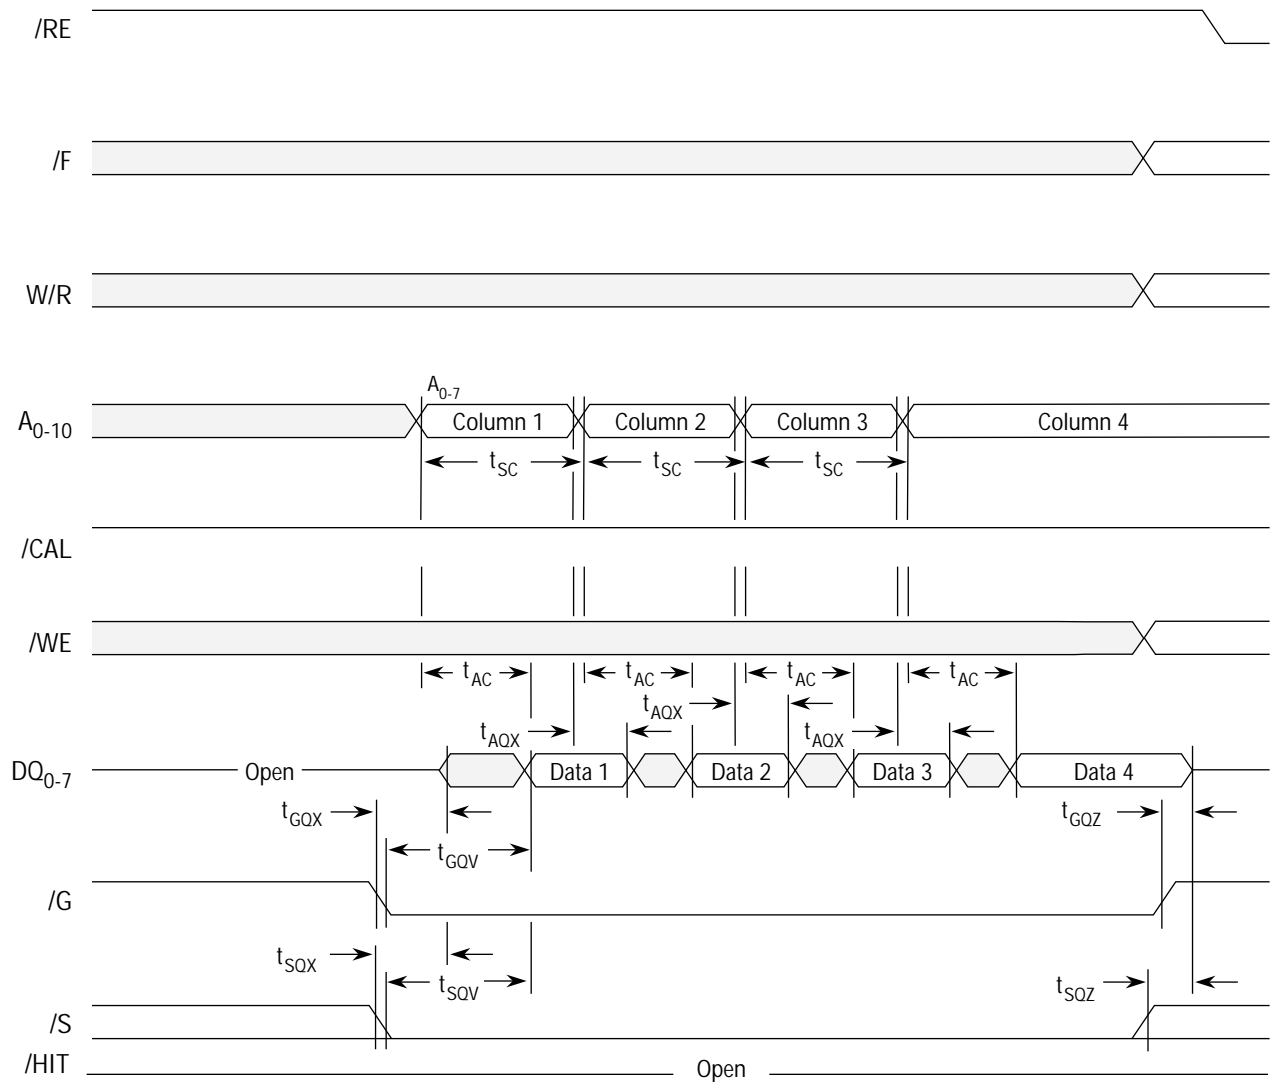 /RE
/F
W/R
A0-7
A0-10 Column 1 Column 2 Column 3 Column 4
tSC tSC tSC
/CAL
/WE
tAC tAC tAC tAC
tAQX
tAQX tAQX
DQ0-7 Open Data 1 Data 2 Data 3 Data 4
tGQX tGQZ
tGQV
/G
tSQX
tSQV tSQZ
/S
/HIT Open